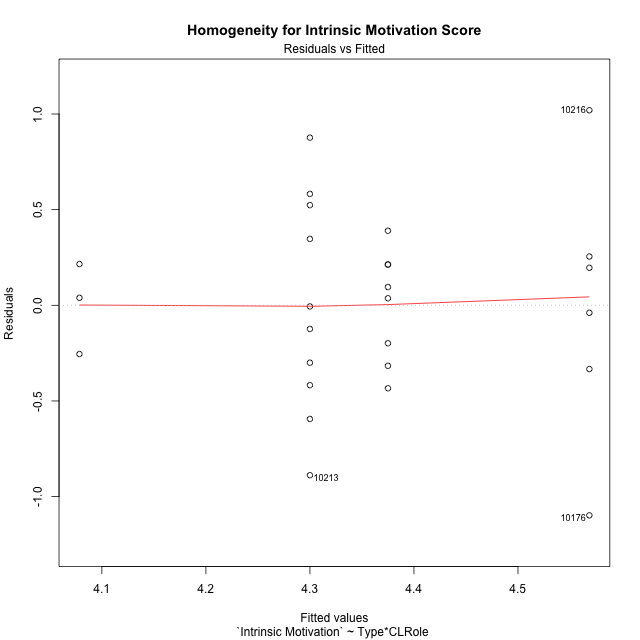 Homogeneity for Intrinsic Motivation Score
Residuals vs Fitted
1.0
0.5
0.0
-0.5
-1.0
Residuals
10216
10213
10176
4.1 4.2 4.3 4.4 4.5
Fitted values
`Intrinsic Motivation` ~ Type*CLRole